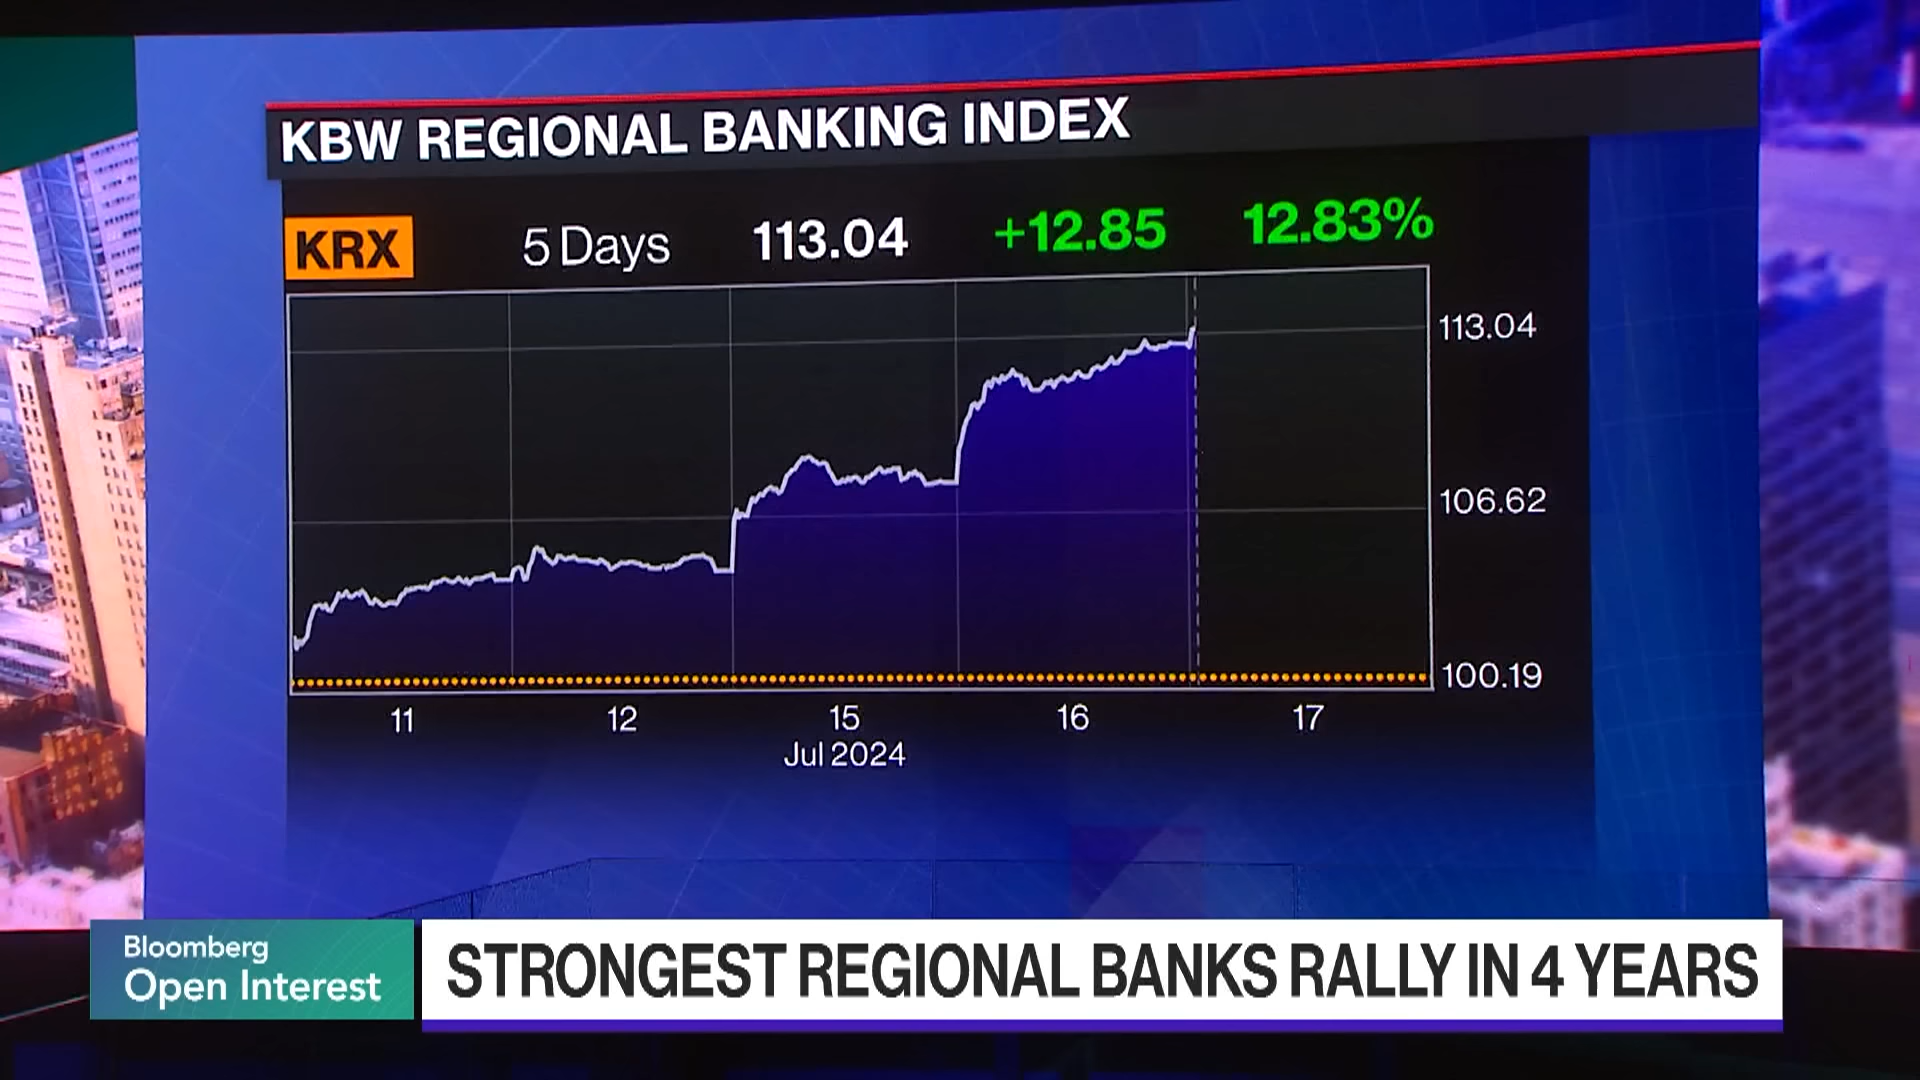 KBW REGIONAL BANKING INDEX
KRX 5 Days 113.04 +12.85 12.83%
113.04
106.62
100.19
11 12 15 16 17
Jul 2024
Bloomberg
Open Interest
STRONGEST REGIONAL BANKS RALLY IN 4 YEARS